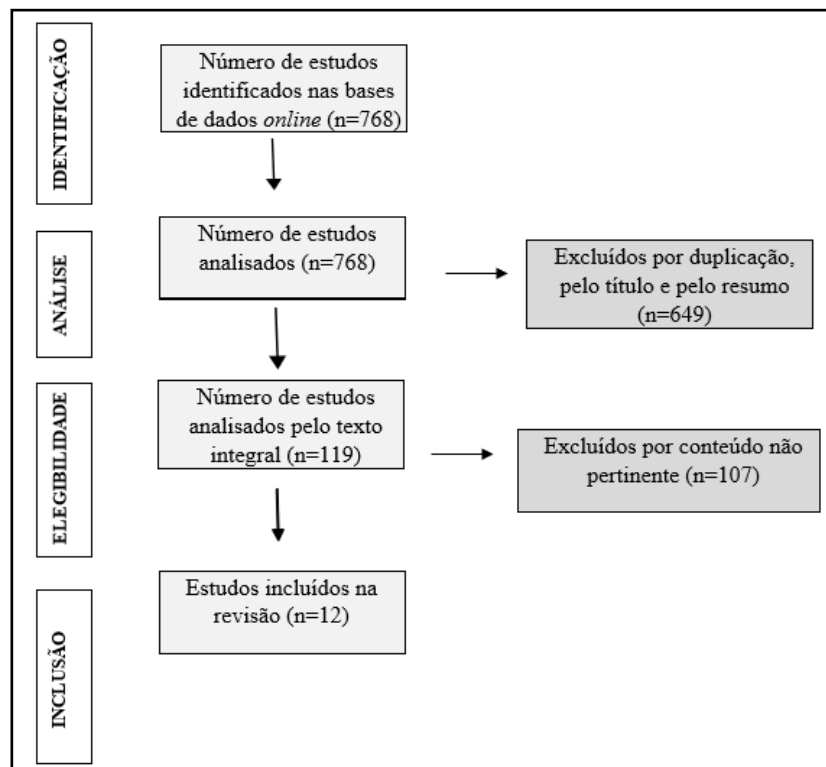 IDENTIFICAÇÃO
Número de estudos
identificados nas bases
de dados online (n=768)
ANÁLISE
Número de estudos
analisados (n=768)
Excluídos por duplicação,
pelo título e pelo resumo
(n=649)
ELEGIBILIDADE
Número de estudos
analisados pelo texto
integral (n=119)
Excluídos por conteúdo não
pertinente (n=107)
INCLUSÃO
Estudos incluídos na
revisão (n=12)